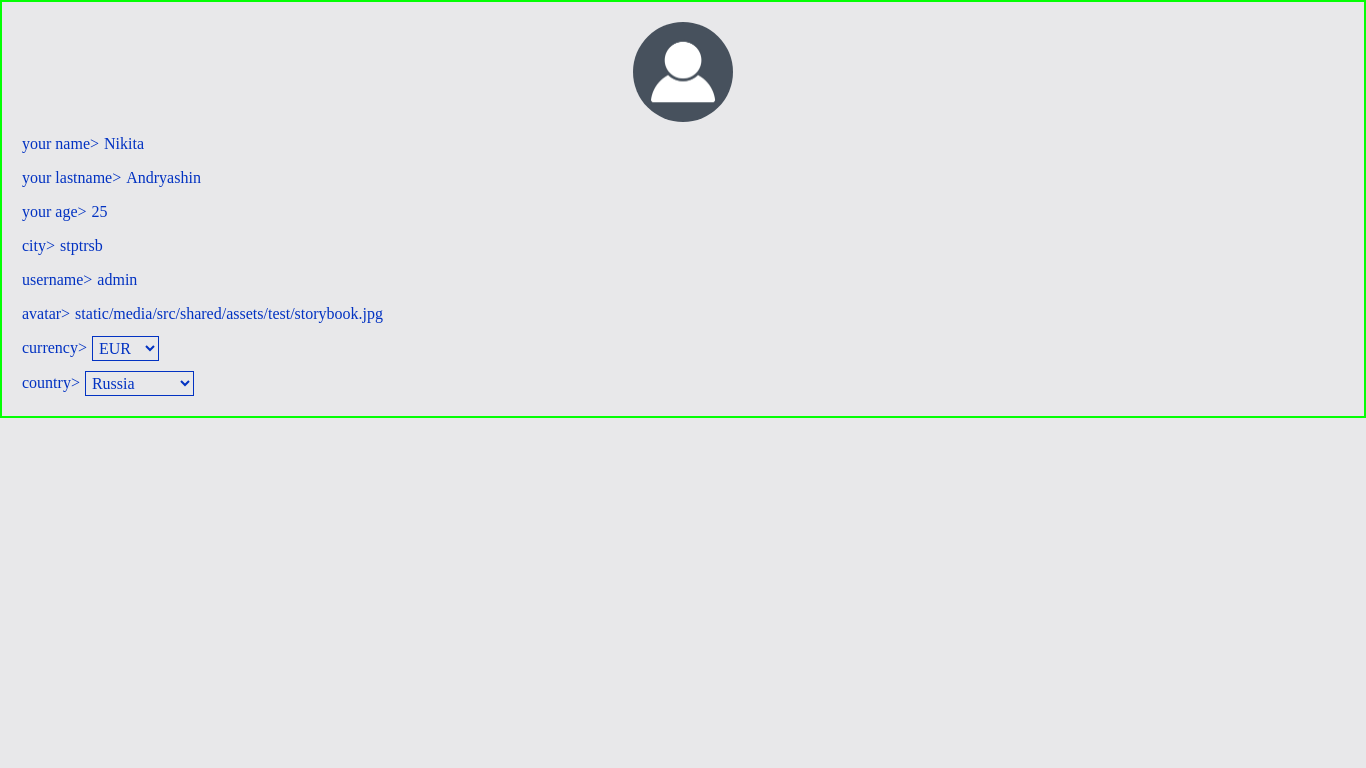 your name> Nikita
your lastname> Andryashin
your age> 25
city> stptrsb
username> admin
avatar> static/media/src/shared/assets/test/storybook.jpg
currency> EUR
country> Russia